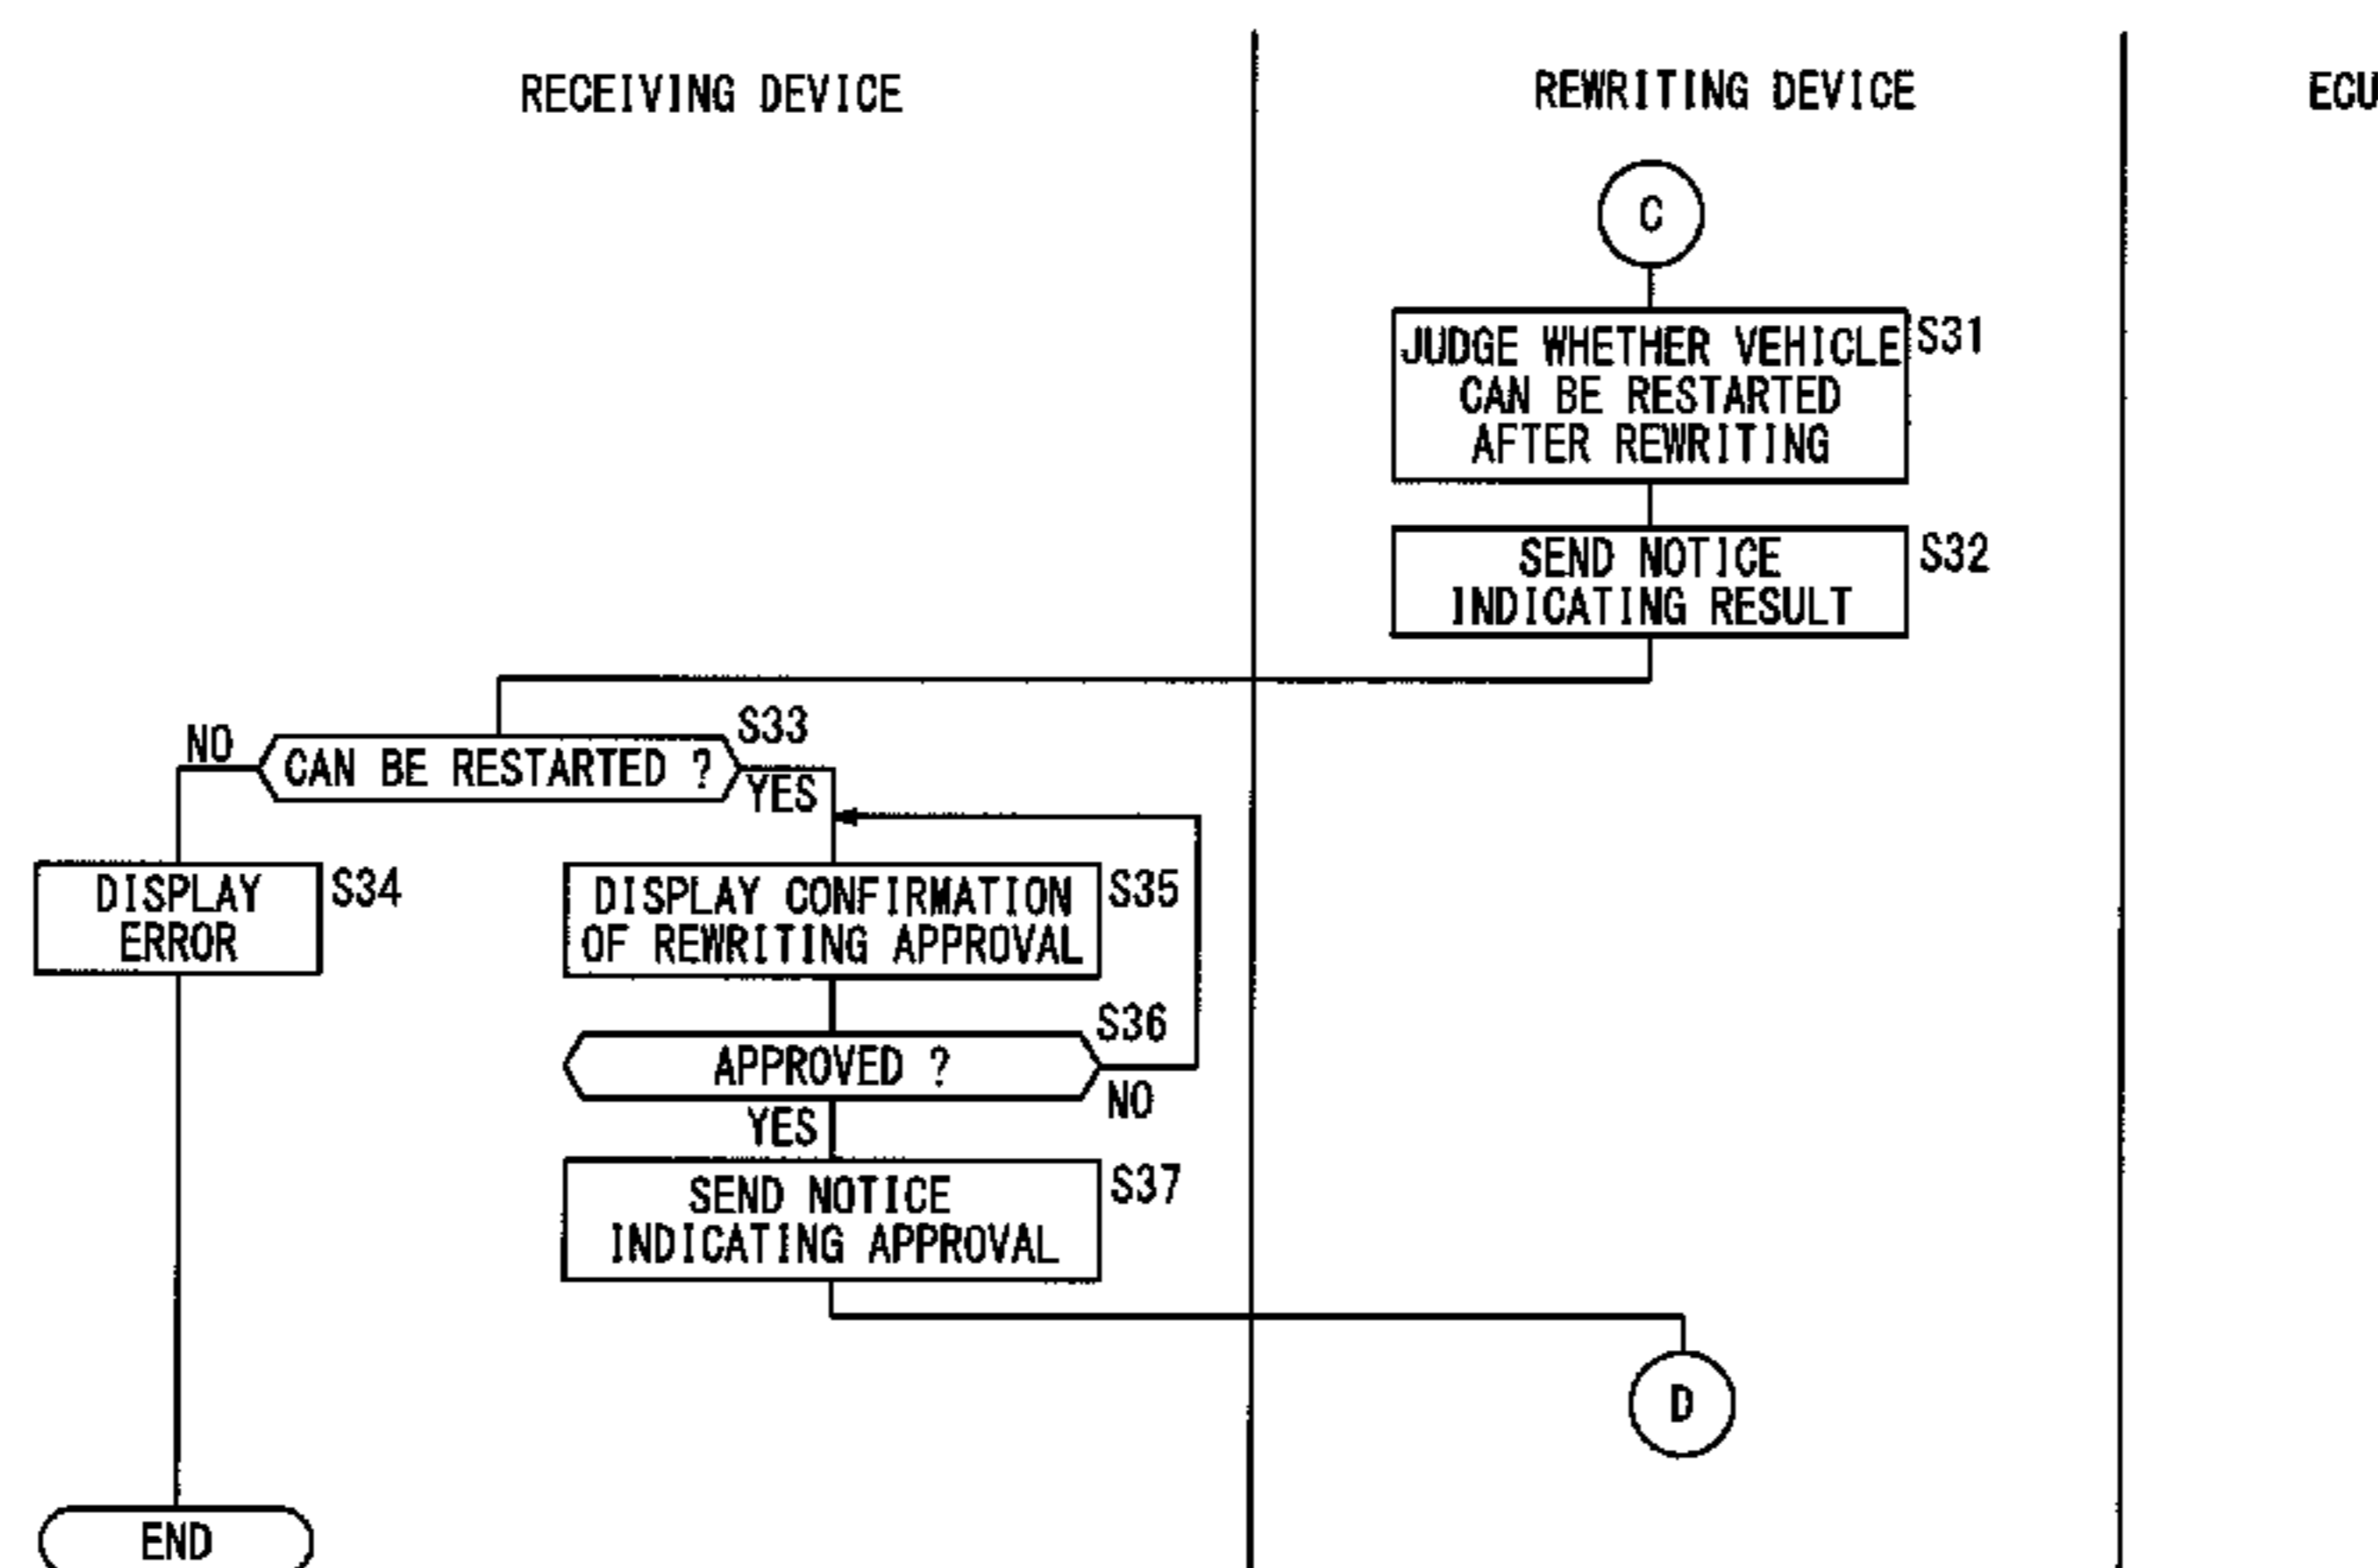 RECEIVING DEVICE
REWRITING DEVICE
ECU
C
JUDGE WHETHER VEHICLE
CAN BE RESTARTED
AFTER REWRITING
S31
SEND NOTICE
INDICATING RESULT
S32
S33
NO
CAN BE RESTARTED ?
YES
DISPLAY
ERROR
S34
DISPLAY CONFIRMATION
OF REWRITING APPROVAL
S35
S36
APPROVED ?
NO
YES
SEND NOTICE
INDICATING APPROVAL
S37
D
END